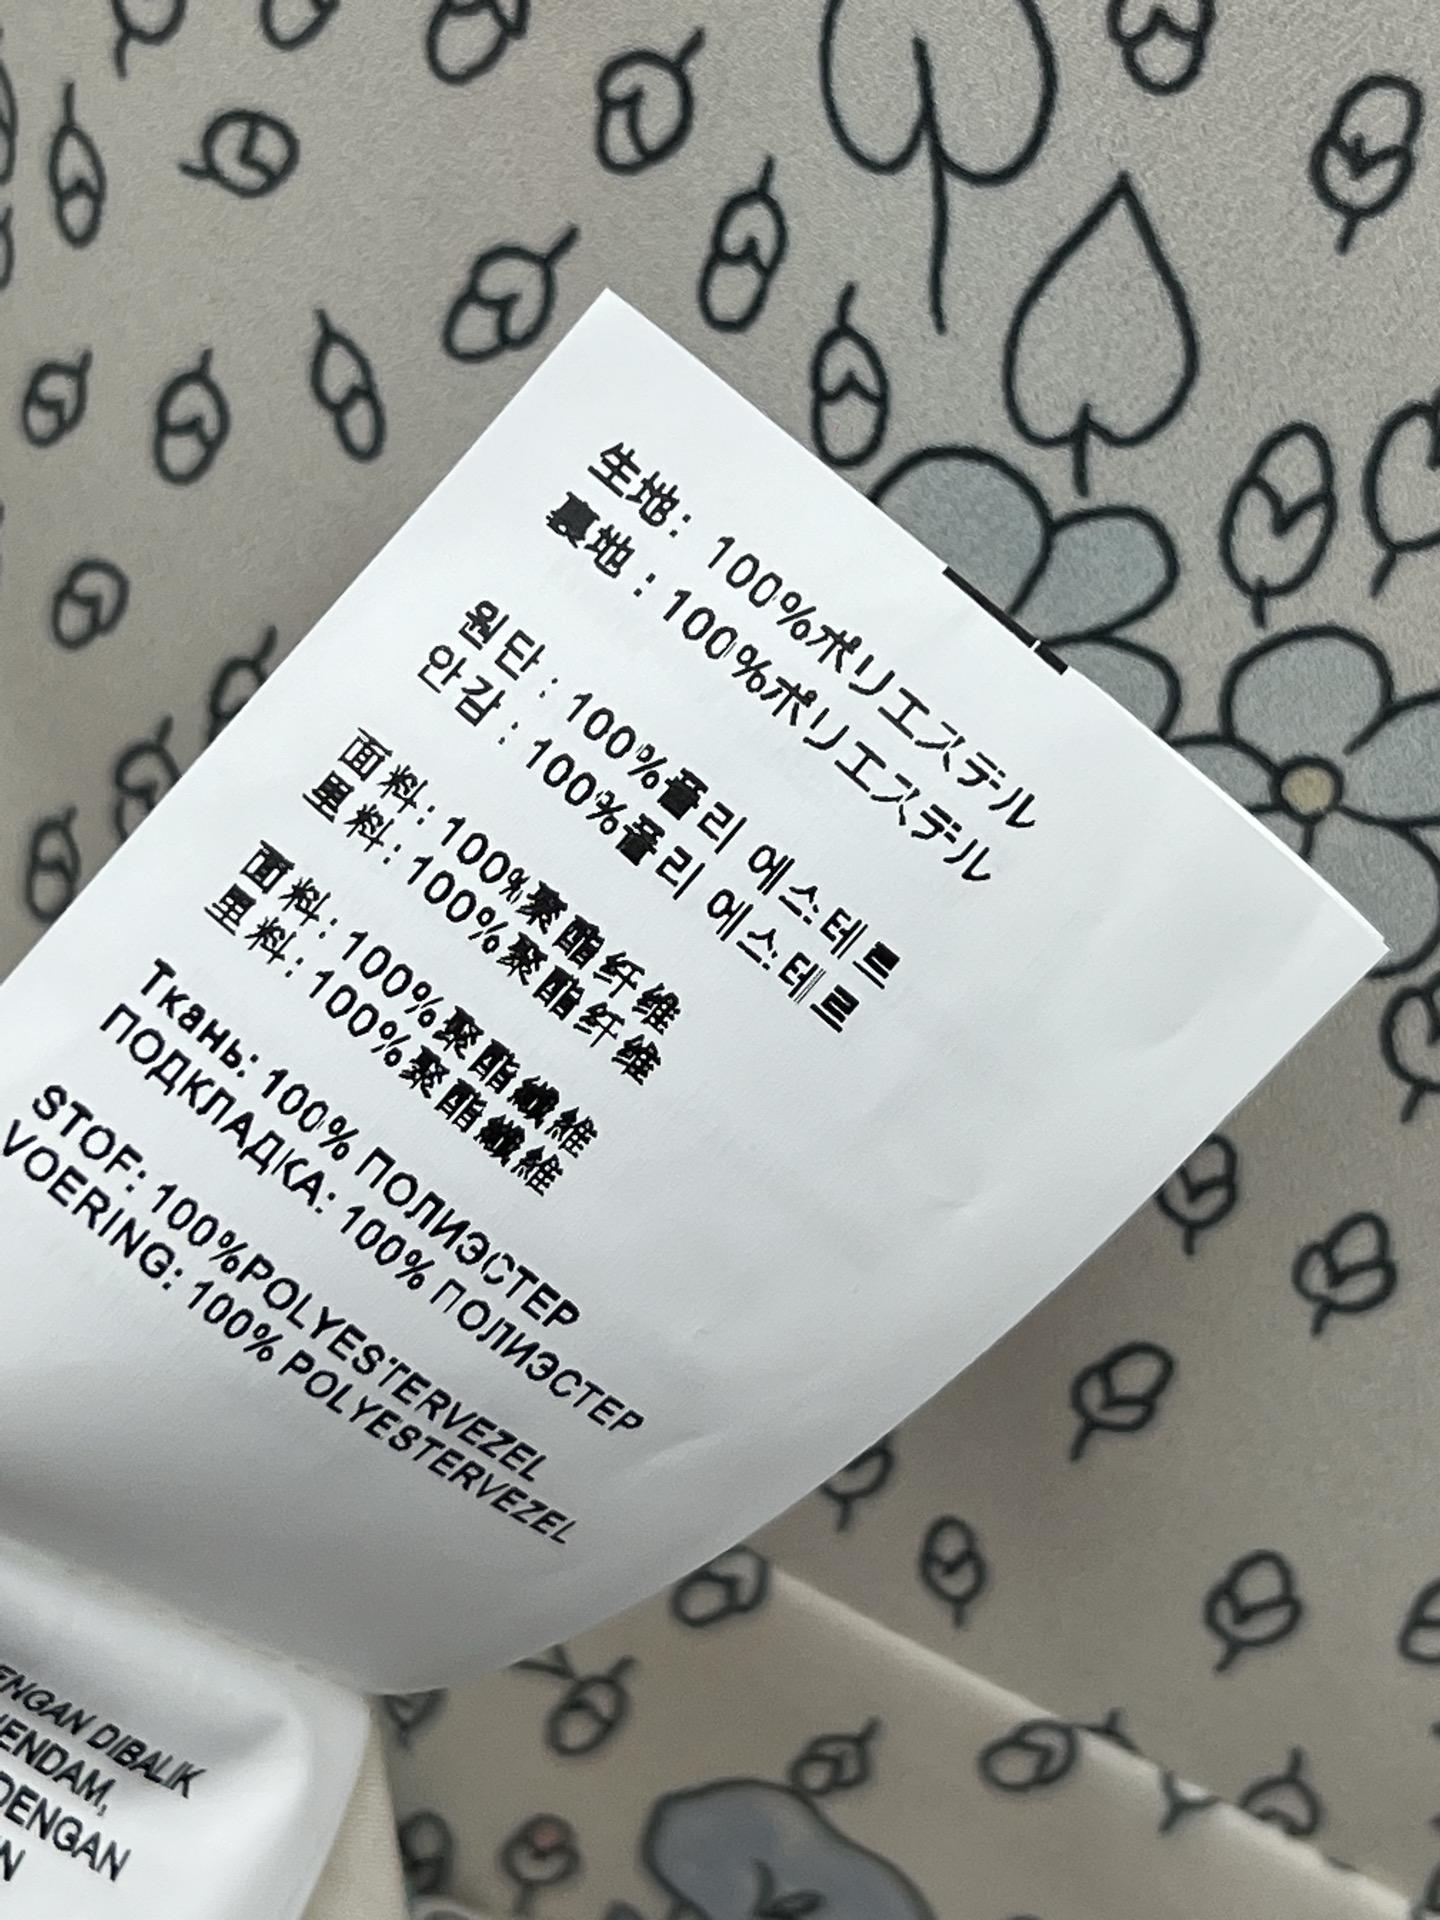 生地: 100%ポリエスデル
裏地: 100%ポリエスデル
원단: 100%폴리 에스테르
안감: 100%폴리 에스테르
面料: 100%聚酯纤维
里料: 100%聚酯纤维
面料: 100%聚酯纖維
里料: 100%聚酯纖維
Ткань: 100% ПОЛИЭСТЕР
ПОДКЛАДКА: 100% ПОЛИЭСТЕР
STOF: 100%POLYESTERVEZEL
VOERING: 100% POLYESTERVEZEL
DIBALIK
DENGAN